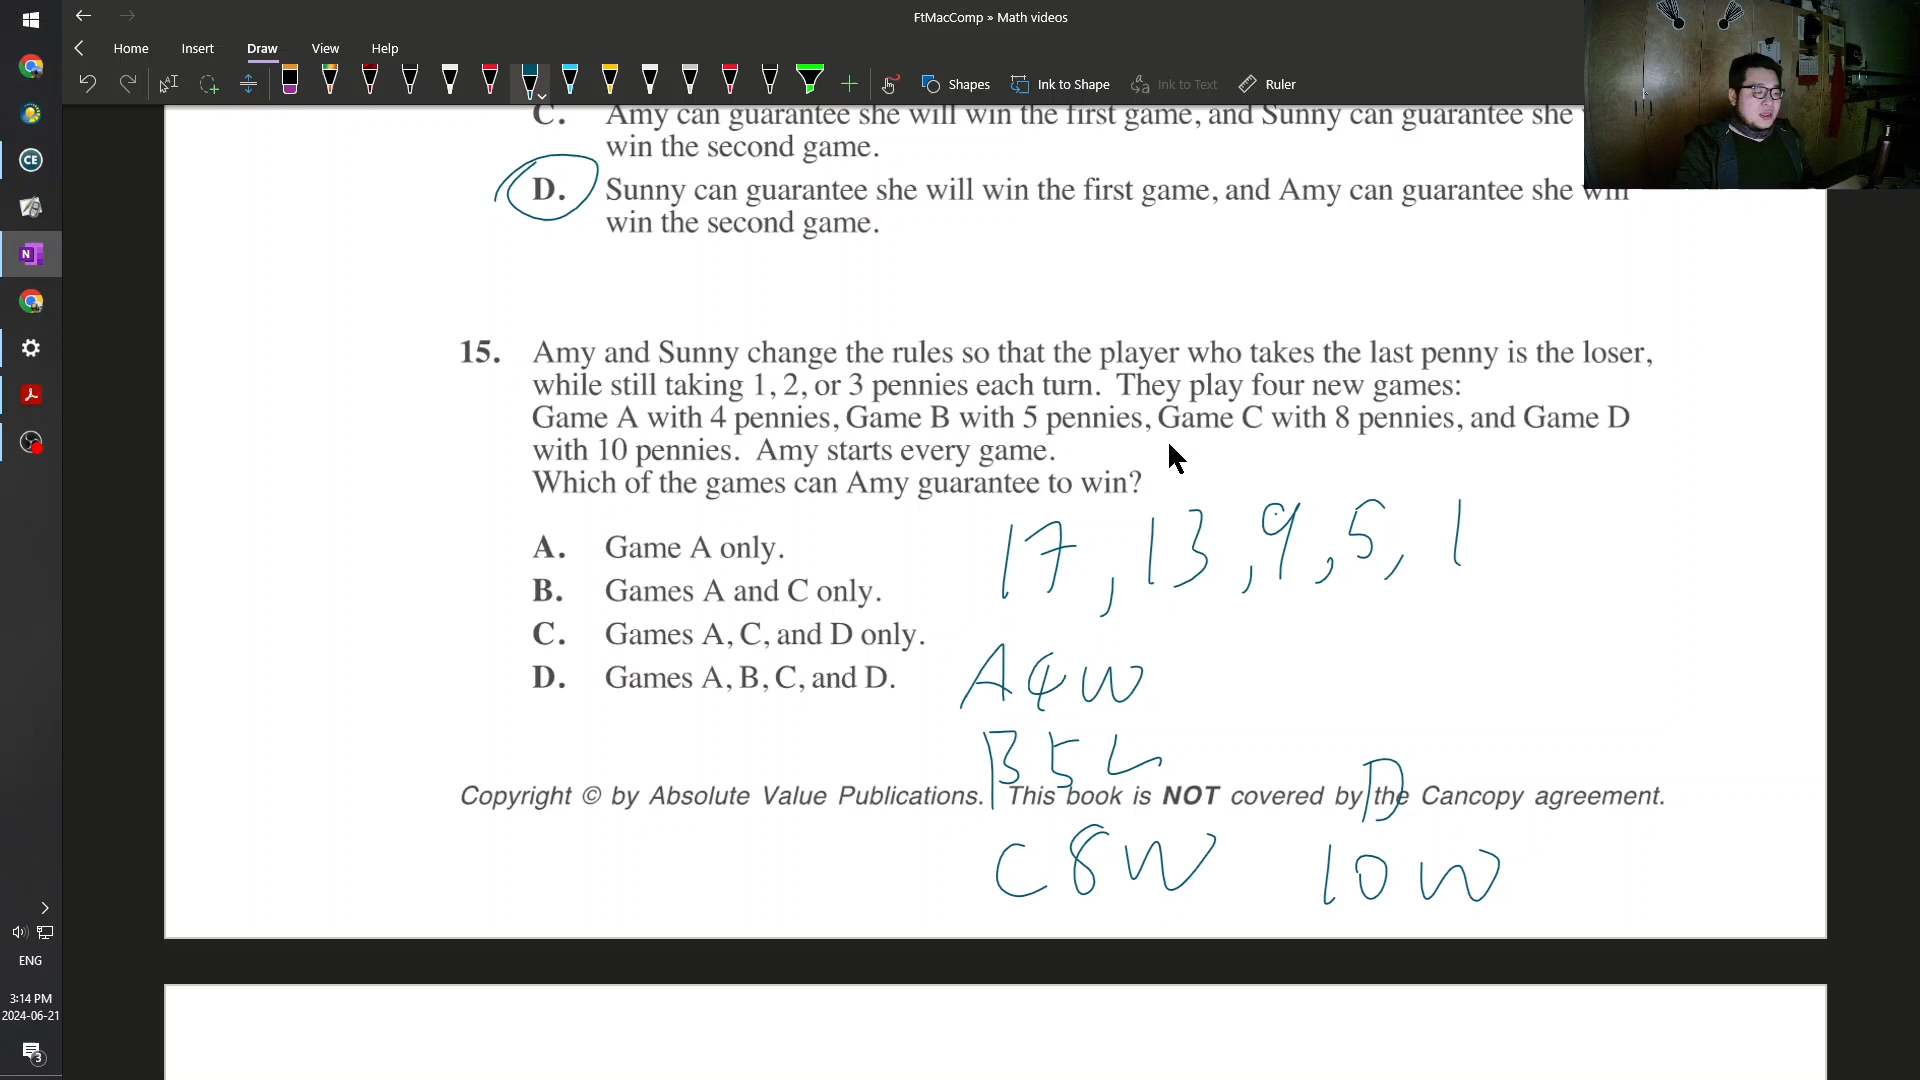 FtMacComp » Math videos
Home Insert Draw View Help
Shapes Ink to Shape Ink to Text Ruler
C. Amy can guarantee she will win the first game, and Sunny can guarantee she
win the second game.
D. Sunny can guarantee she will win the first game, and Amy can guarantee she will
win the second game.
15. Amy and Sunny change the rules so that the player who takes the last penny is the loser,
while still taking 1, 2, or 3 pennies each turn. They play four new games:
Game A with 4 pennies, Game B with 5 pennies, Game C with 8 pennies, and Game D
with 10 pennies. Amy starts every game.
Which of the games can Amy guarantee to win?
17, 13, 9, 5, 1
A. Game A only.
B. Games A and C only.
C. Games A, C, and D only.
D. Games A, B, C, and D.
A 4 W
B 5 L
D
Copyright © by Absolute Value Publications. This book is NOT covered by the Cancopy agreement.
C 8 W
10 W
CE
N
ENG
3:14 PM
2024-06-21
3